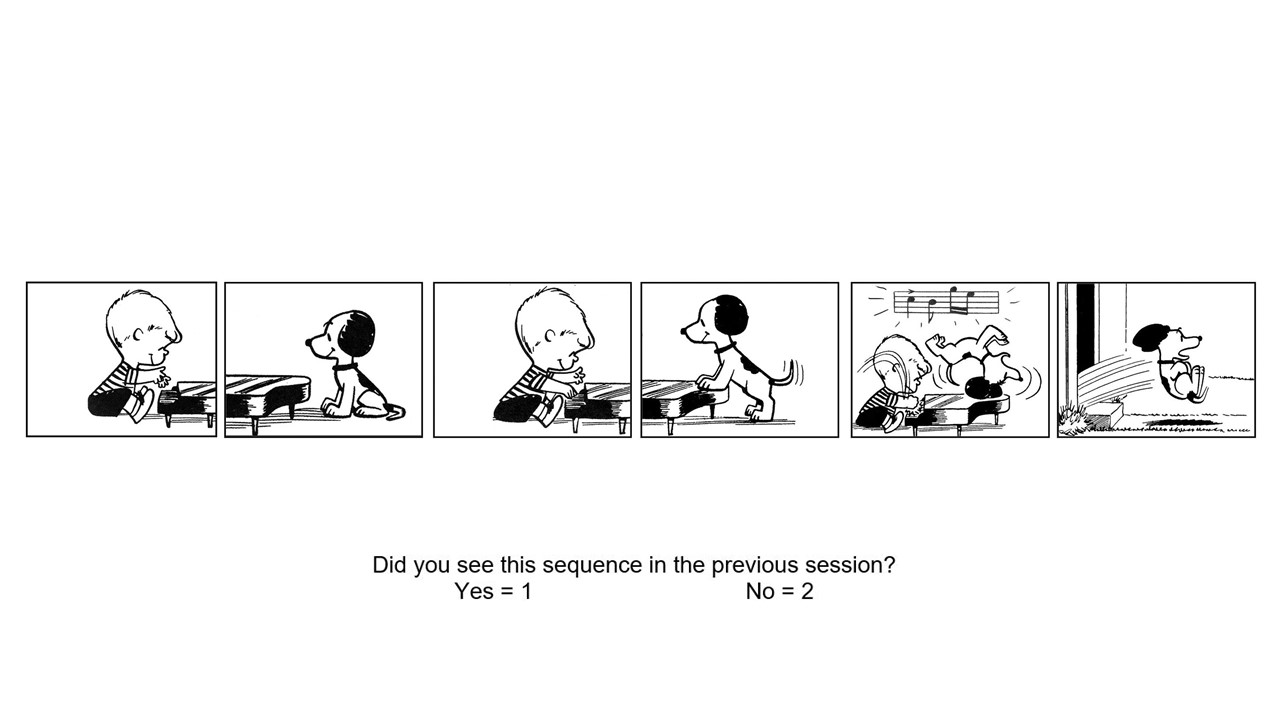 Did you see this sequence in the previous session?
Yes = 1 No = 2